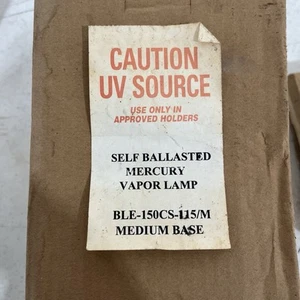 CAUTION
UV SOURCE
USE ONLY IN
APPROVED HOLDERS
SELF BALLASTED
MERCURY
VAPOR LAMP
BLE-150CS-115/M
MEDIUM BASE